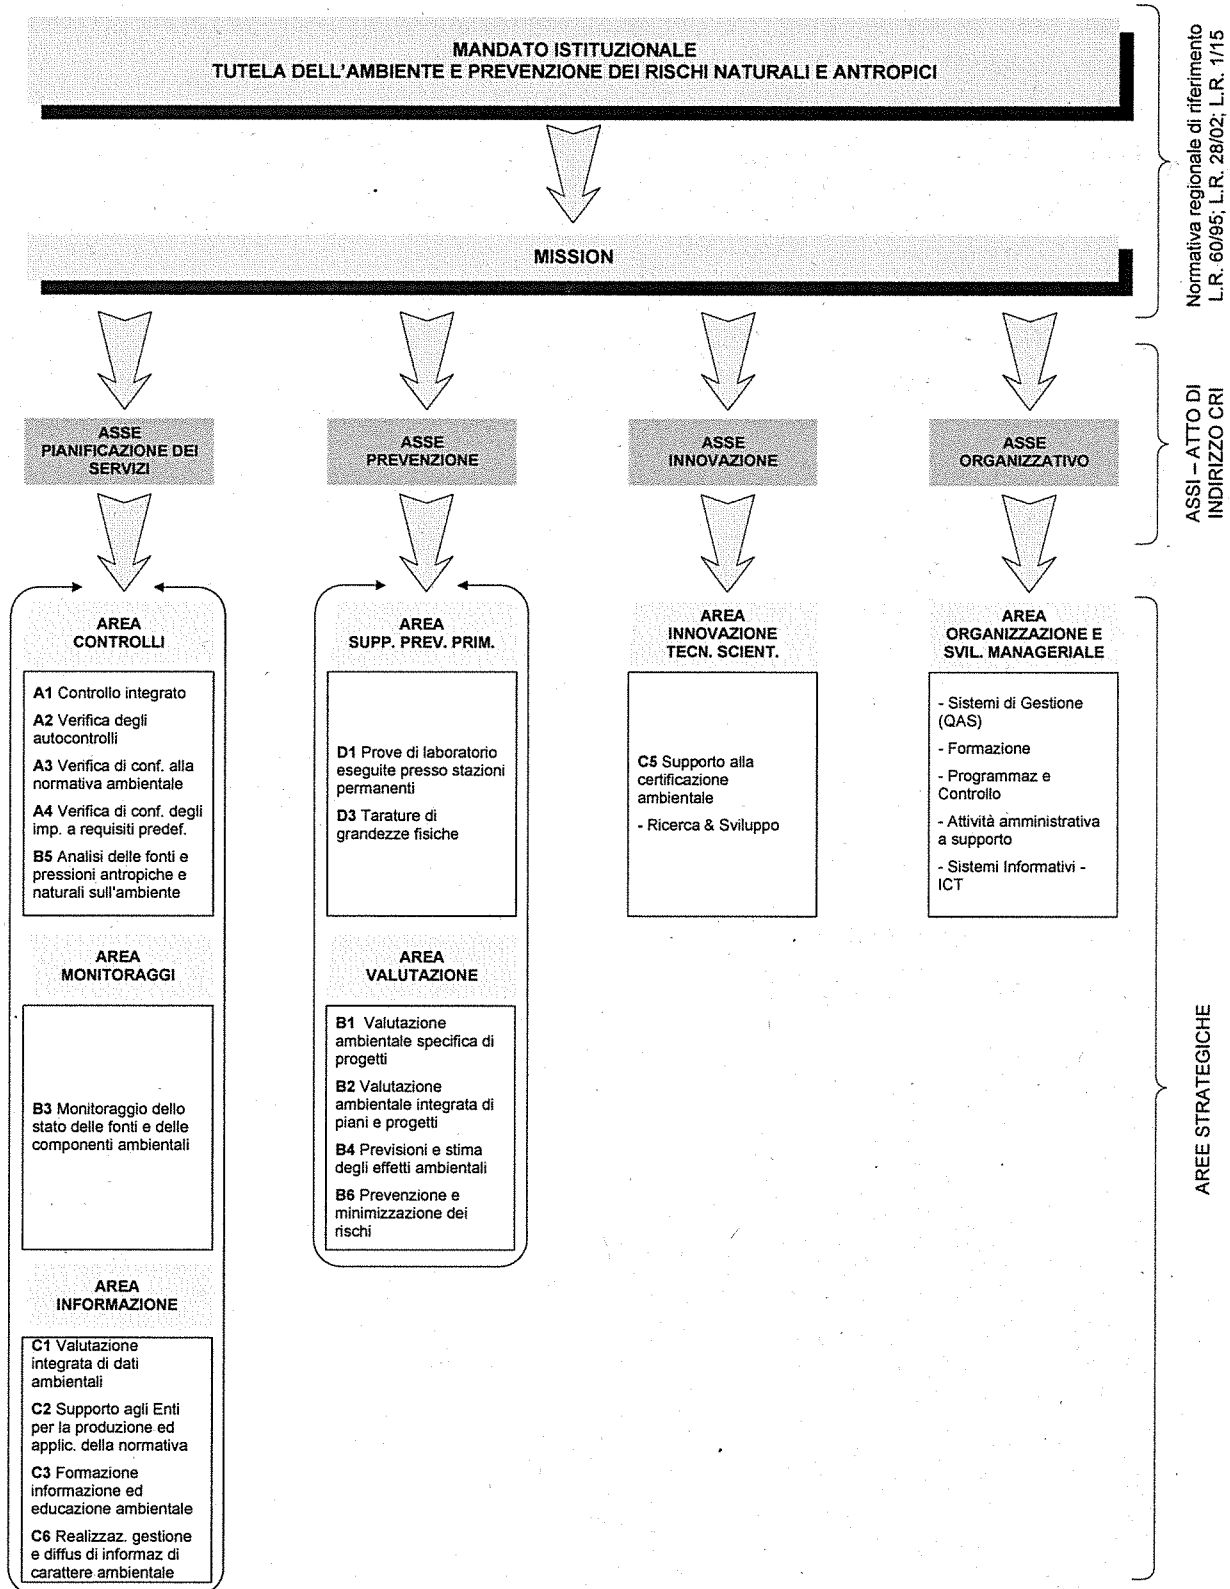 MANDATO ISTITUZIONALE
TUTELA DELL'AMBIENTE E PREVENZIONE DEI RISCHI NATURALI E ANTROPICI
MISSION
Normativa regionale di riferimento
L.R. 60/95; L.R. 28/02; L.R. 1/15
ASSE
PIANIFICAZIONE DEI
SERVIZI
ASSE
PREVENZIONE
ASSE
INNOVAZIONE
ASSE
ORGANIZZATIVO
ASSI – ATTO DI
INDIRIZZO CRI
AREA
CONTROLLI
A1 Controllo integrato
A2 Verifica degli
autocontrolli
A3 Verifica di conf. alla
normativa ambientale
A4 Verifica di conf. degli
imp. a requisiti predef.
B5 Analisi delle fonti e
pressioni antropiche e
naturali sull'ambiente
AREA
MONITORAGGI
B3 Monitoraggio dello
stato delle fonti e delle
componenti ambientali
AREA
INFORMAZIONE
C1 Valutazione
integrata di dati
ambientali
C2 Supporto agli Enti
per la produzione ed
applic. della normativa
C3 Formazione
informazione ed
educazione ambientale
C6 Realizzaz. gestione
e diffus di informaz di
carattere ambientale
AREA
SUPP. PREV. PRIM.
D1 Prove di laboratorio
eseguite presso stazioni
permanenti
D3 Tarature di
grandezze fisiche
AREA
VALUTAZIONE
B1 Valutazione
ambientale specifica di
progetti
B2 Valutazione
ambientale integrata di
piani e progetti
B4 Previsioni e stima
degli effetti ambientali
B6 Prevenzione e
minimizzazione dei
rischi
AREA
INNOVAZIONE
TECN. SCIENT.
C5 Supporto alla
certificazione
ambientale
- Ricerca & Sviluppo
AREA
ORGANIZZAZIONE E
SVIL. MANAGERIALE
- Sistemi di Gestione
(QAS)
- Formazione
- Programmaz e
Controllo
- Attività amministrativa
a supporto
- Sistemi Informativi -
ICT
AREE STRATEGICHE